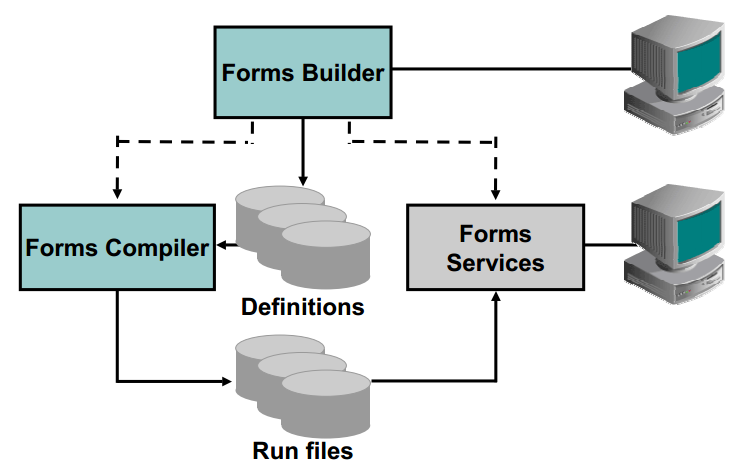 Forms Builder
Forms Compiler
Forms
Services
Definitions
Run files